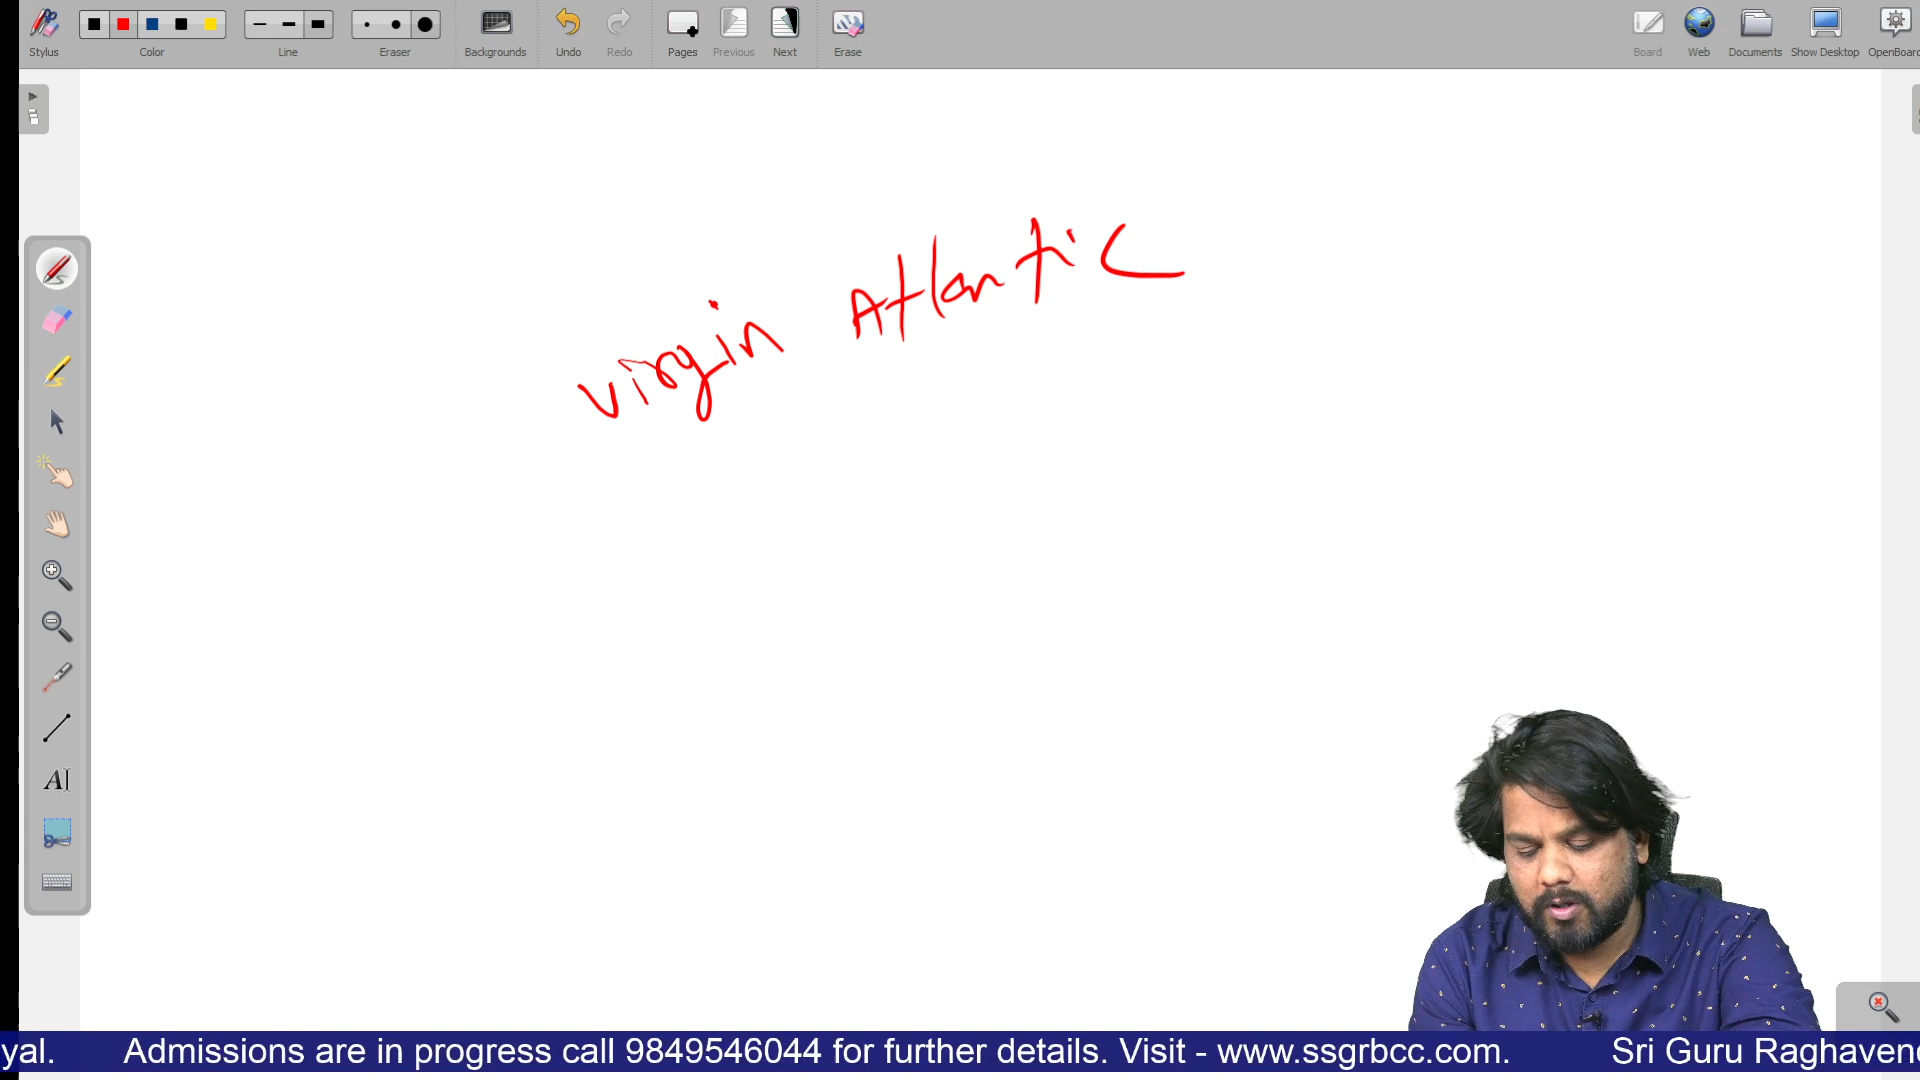 Stylus Color Line Eraser Backgrounds Undo Redo Pages Previous Next Erase Board Web Documents Show Desktop OpenBoard
virgin Atlantic
yal. Admissions are in progress call 9849546044 for further details. Visit - www.ssgrbcc.com. Sri Guru Raghaven